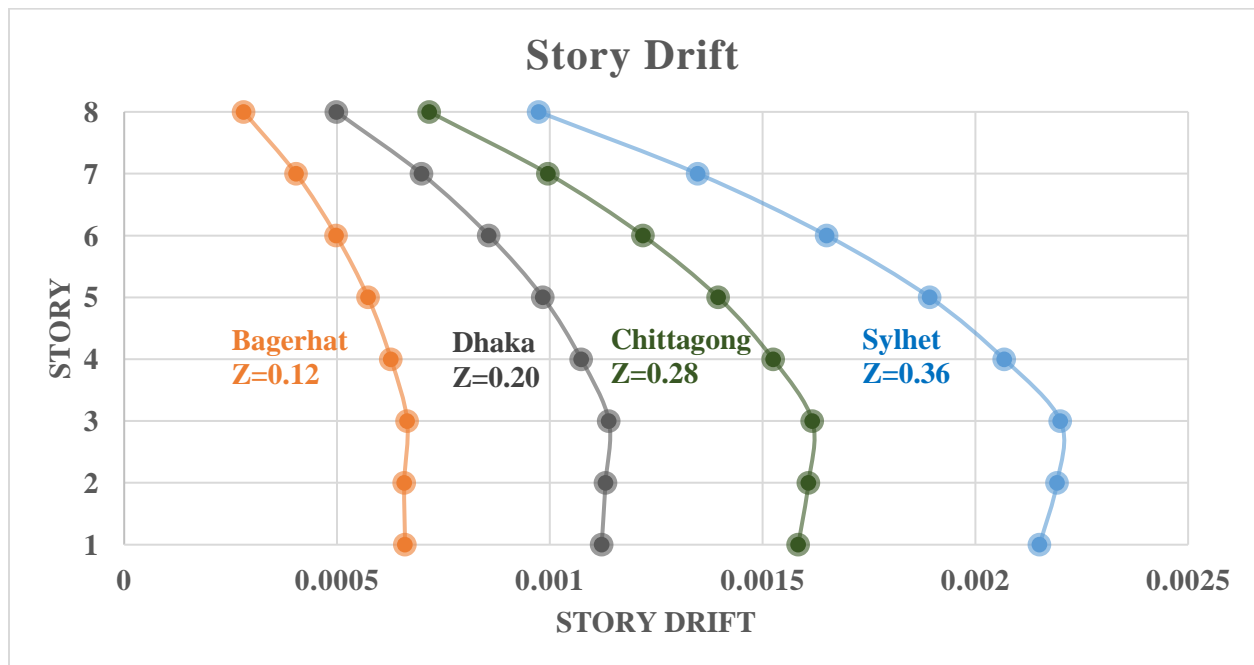 Story Drift
8
7
6
5
4
3
2
1
STORY
Bagerhat
Z=0.12
Dhaka
Z=0.20
Chittagong
Z=0.28
Sylhet
Z=0.36
0 0.0005 0.001 0.0015 0.002 0.0025
STORY DRIFT